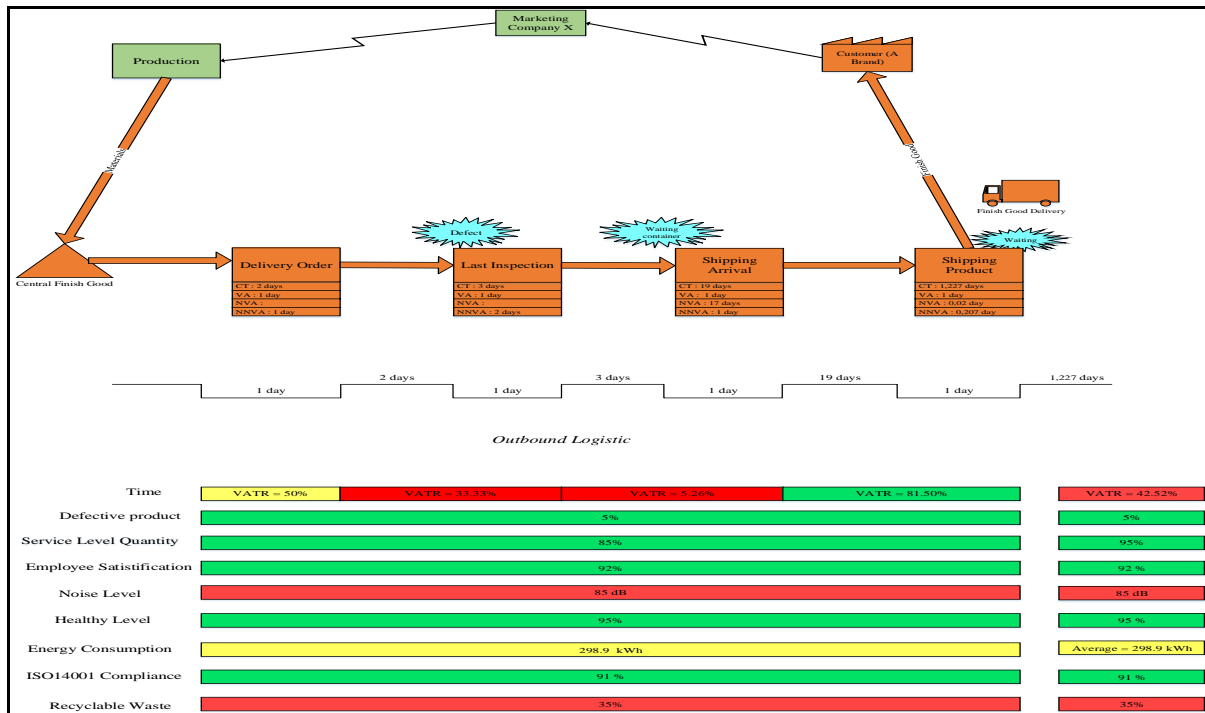 Marketing
Company X
Production
Customer (A
Brand)
Materials
Finish Good
Finish Good Delivery
Defect
Waiting
container
Waiting
Central Finish Good
Delivery Order
CT : 2 days
VA : 1 day
NVA :
NNVA : 1 day
Last Inspection
CT : 3 days
VA : 1 day
NVA :
NNVA : 2 days
Shipping
Arrival
CT : 19 days
VA : 1 day
NVA : 17 days
NNVA : 1 day
Shipping
Product
CT : 1,227 days
VA : 1 day
NVA : 0,02 day
NNVA : 0,207 day
1 day
2 days
1 day
3 days
1 day
19 days
1 day
1,227 days
Outbound Logistic
Time VATR = 50% VATR = 33.33% VATR = 5.26% VATR = 81.50% VATR = 42.52%
Defective product 5% 5%
Service Level Quantity 85% 95%
Employee Satistification 92% 92 %
Noise Level 85 dB 85 dB
Healthy Level 95% 95 %
Energy Consumption 298.9 kWh Average = 298.9 kWh
ISO14001 Compliance 91 % 91 %
Recyclable Waste 35% 35%